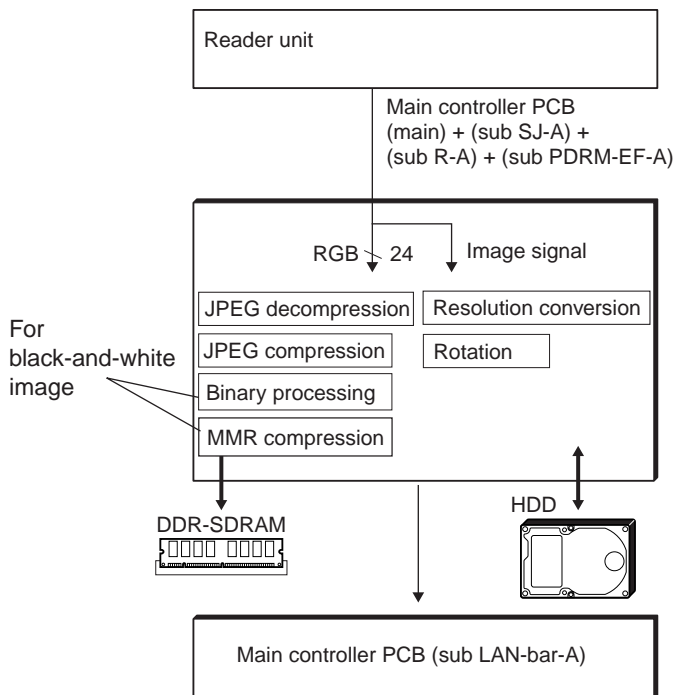 Reader unit
Main controller PCB
(main) + (sub SJ-A) +
(sub R-A) + (sub PDRM-EF-A)
RGB 24
Image signal
JPEG decompression
Resolution conversion
For
black-and-white
image
JPEG compression
Rotation
Binary processing
MMR compression
DDR-SDRAM
HDD
Main controller PCB (sub LAN-bar-A)